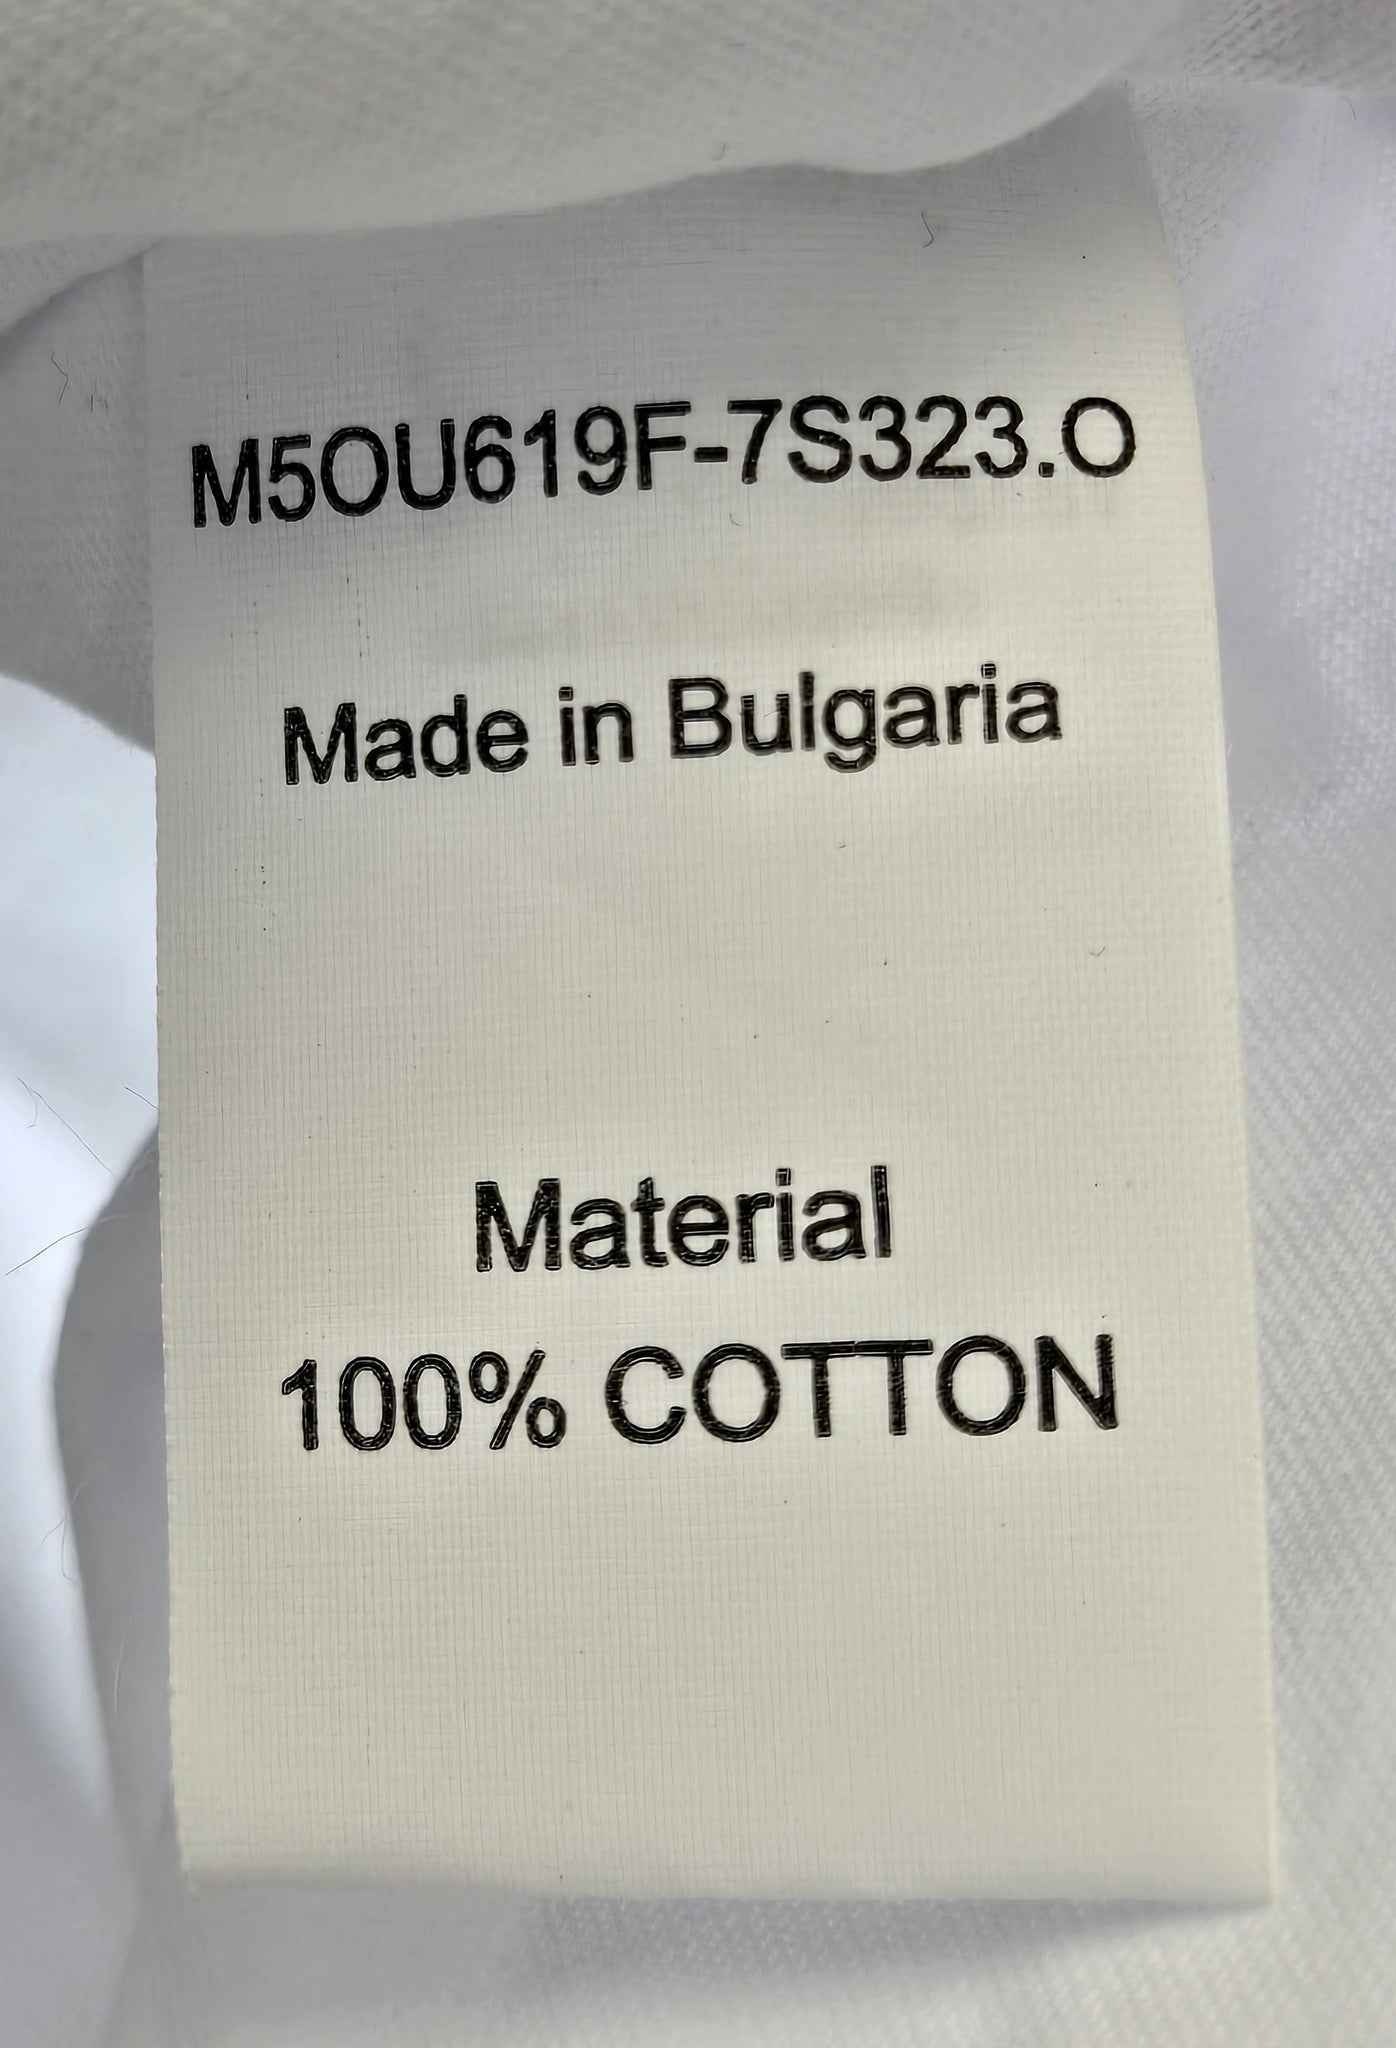 M5OU619F-7S323.O
Made in Bulgaria
Material
100% COTTON